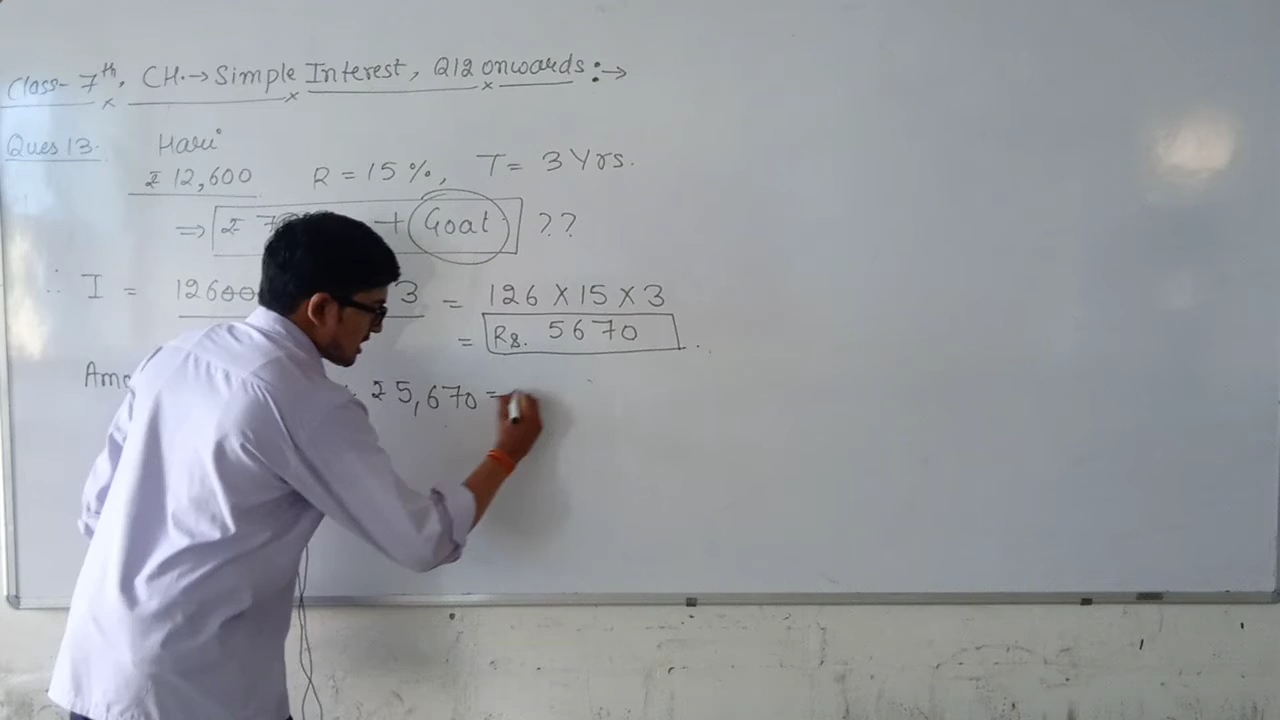 Class- 7th, CH.→ Simple Interest, Q12 onwards :→
Ques 13. Hari
₹ 12,600 R = 15 %, T = 3 Yrs.
⇒ ₹ 7 + Goat ??
∴ I = 12600 3 = 126 X 15 X 3
= Rs. 5670
₹ 5,670 =